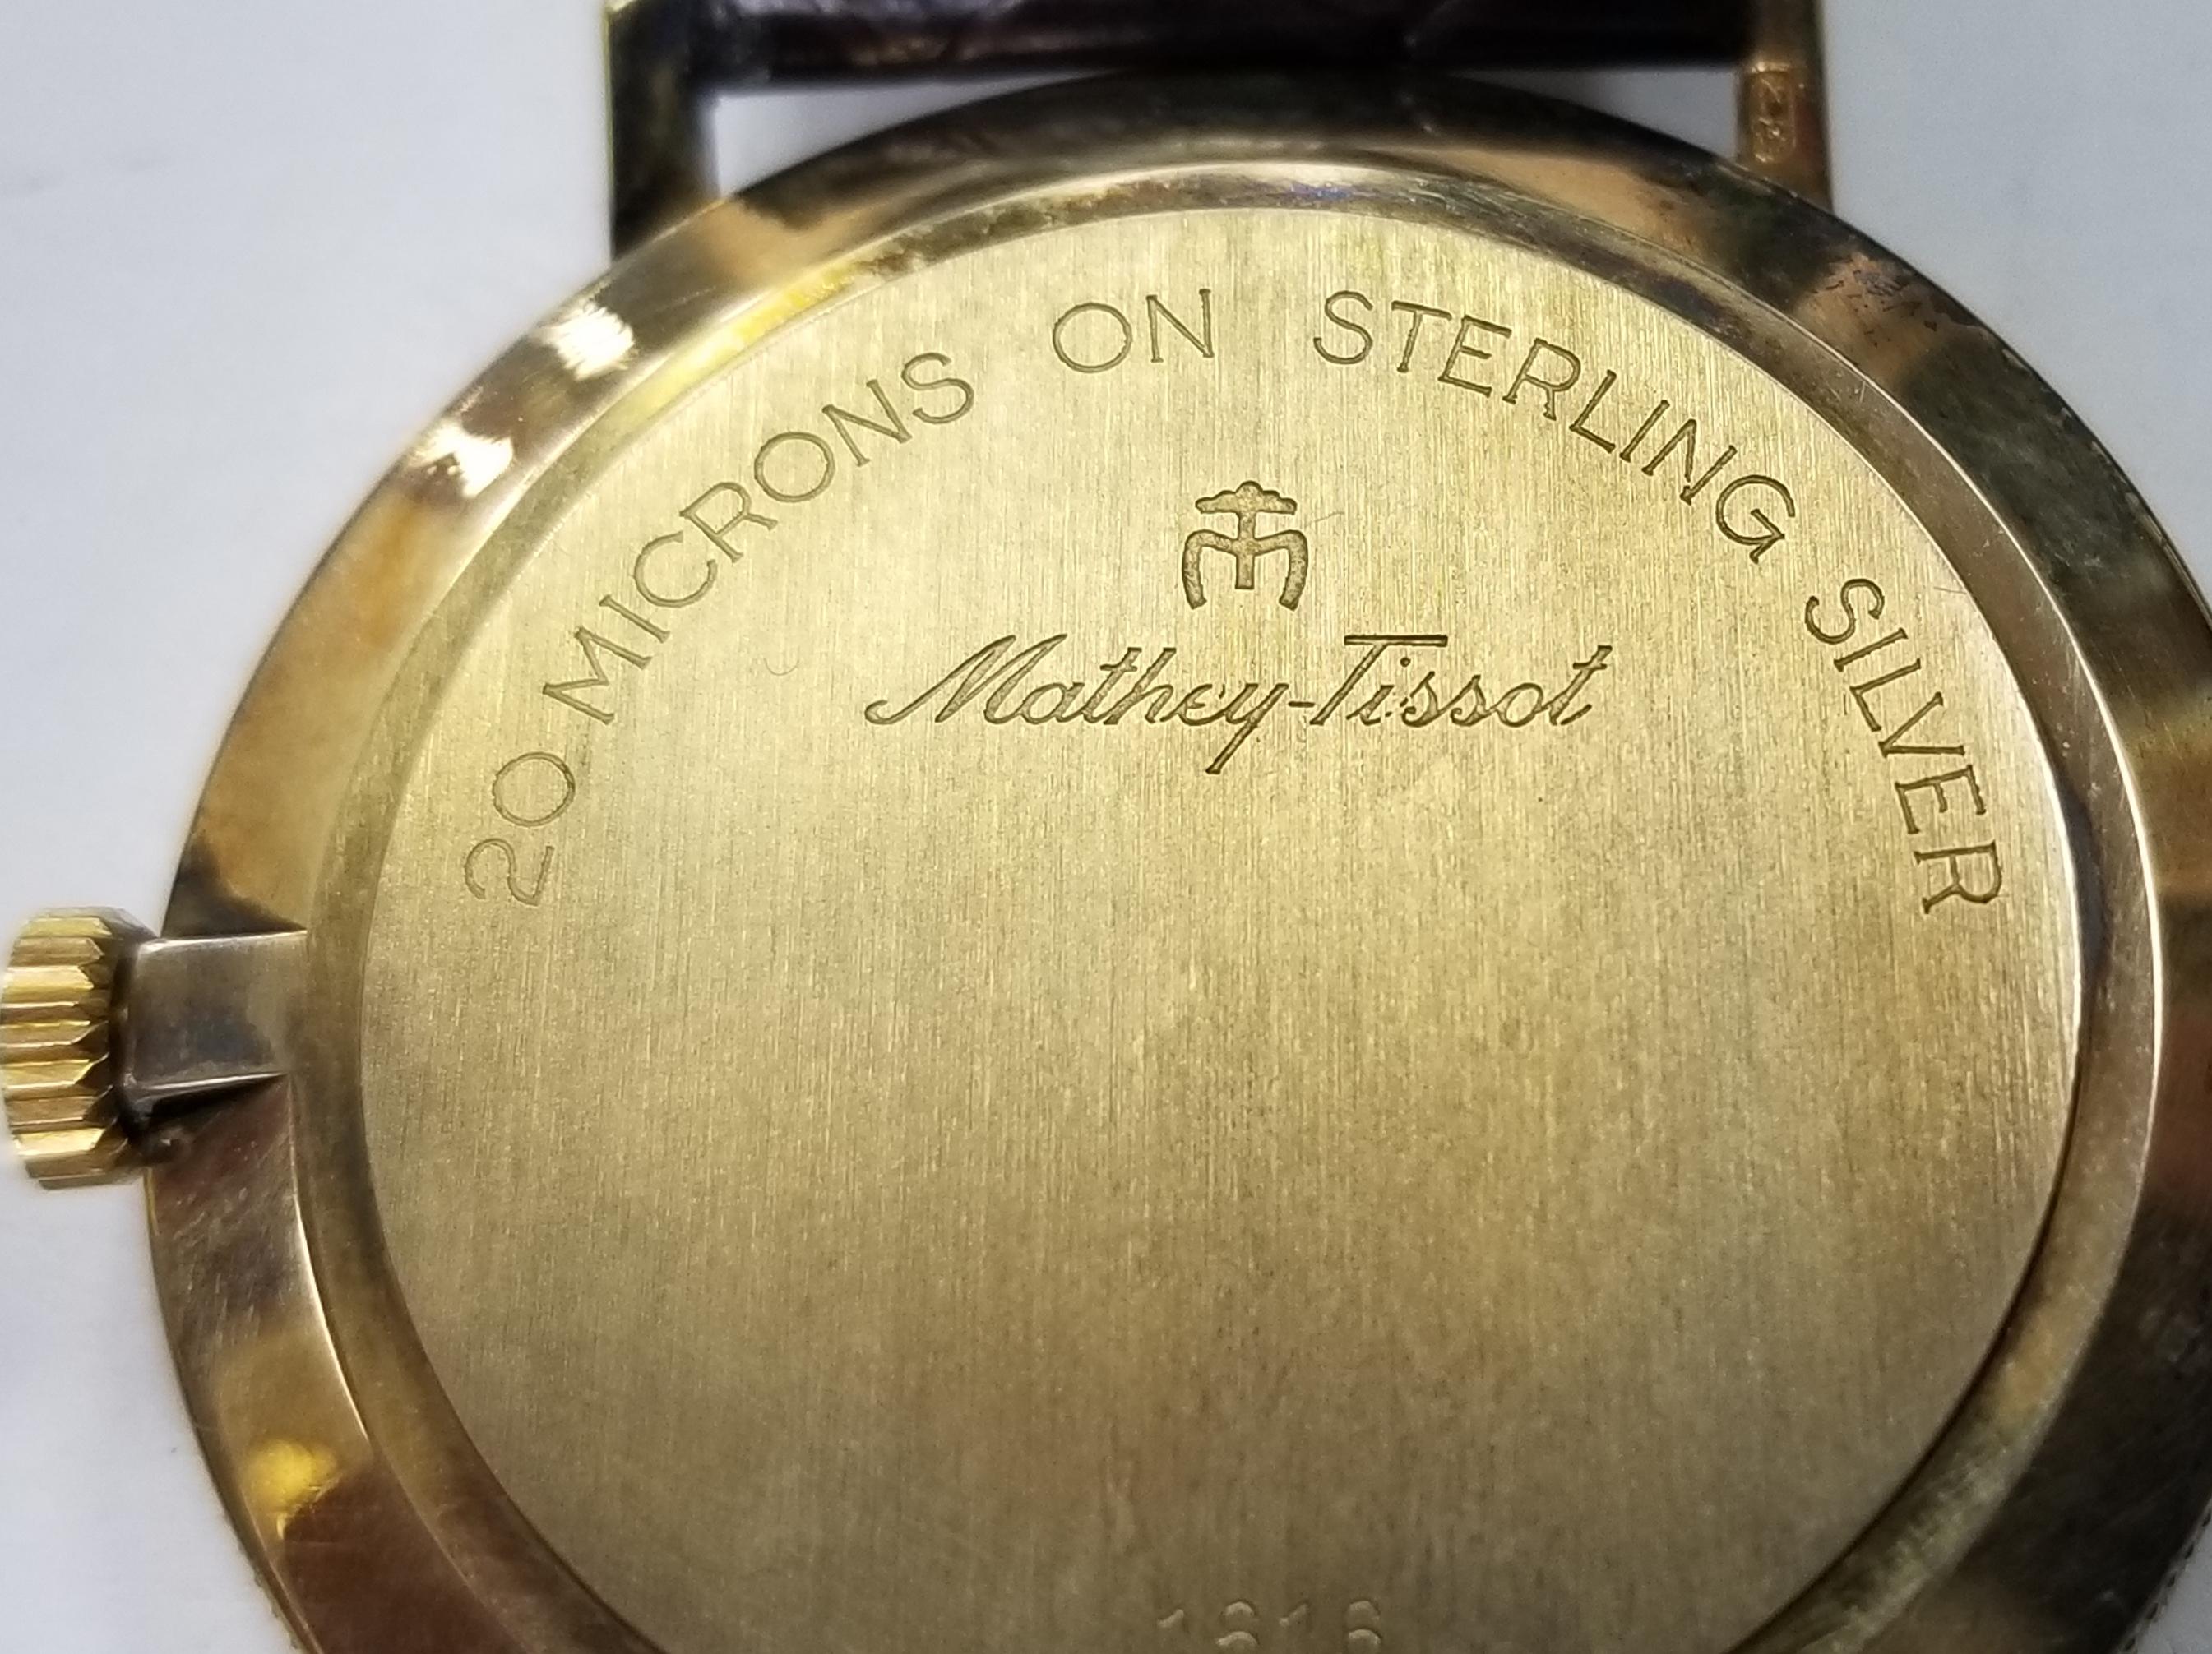 20 MICRONS ON STERLING SILVER
Mathey-Tissot